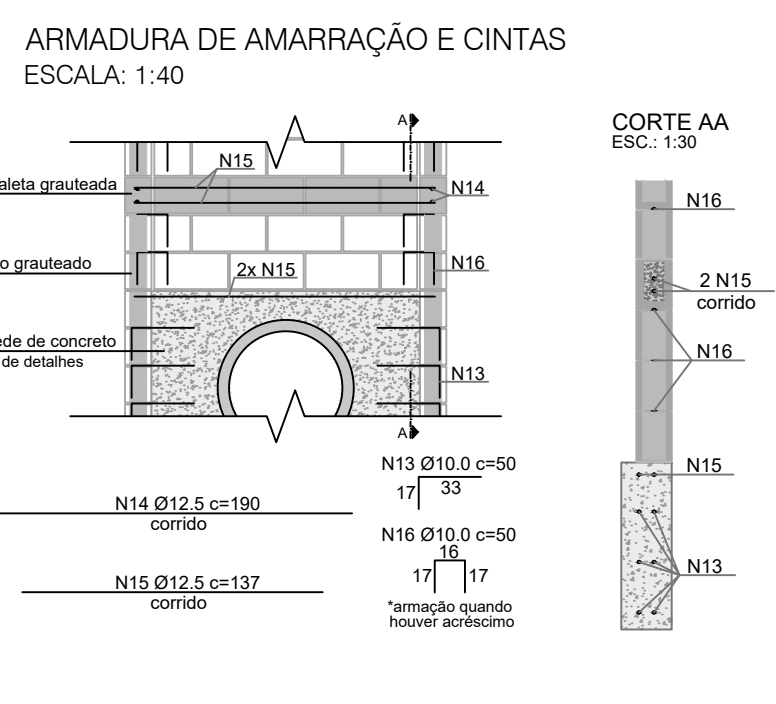 ARMADURA DE AMARRAÇÃO E CINTAS
ESCALA: 1:40
A
N15
aleta grauteada
N14
o grauteado
N16
2x N15
ede de concreto
de detalhes
N13
A
N13 Ø10.0 c=50
17
33
N14 Ø12.5 c=190
corrido
N16 Ø10.0 c=50
16
17
17
N15 Ø12.5 c=137
corrido
*armação quando
houver acréscimo
CORTE AA
ESC.: 1:30
N16
2 N15
corrido
N16
N15
N13